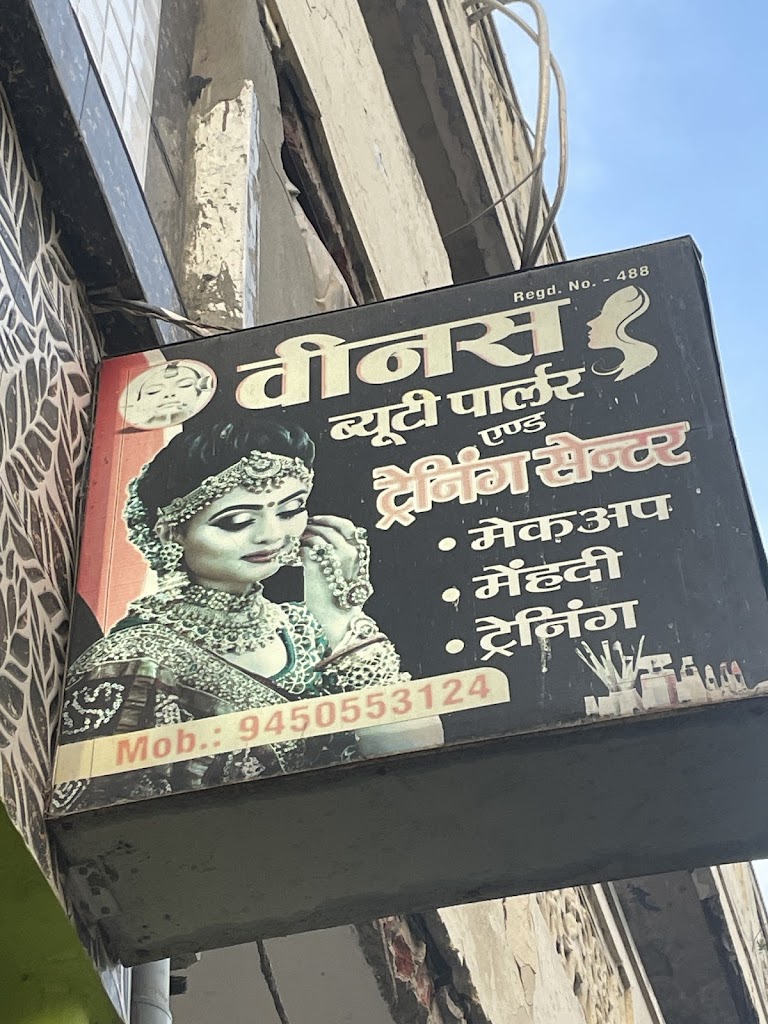 Regd. No. - 488
वीनस
ब्यूटी पार्लर
एण्ड
ट्रेनिंग सेन्टर
• मेकअप
• मेंहदी
• ट्रेनिंग
Mob.: 9450553124